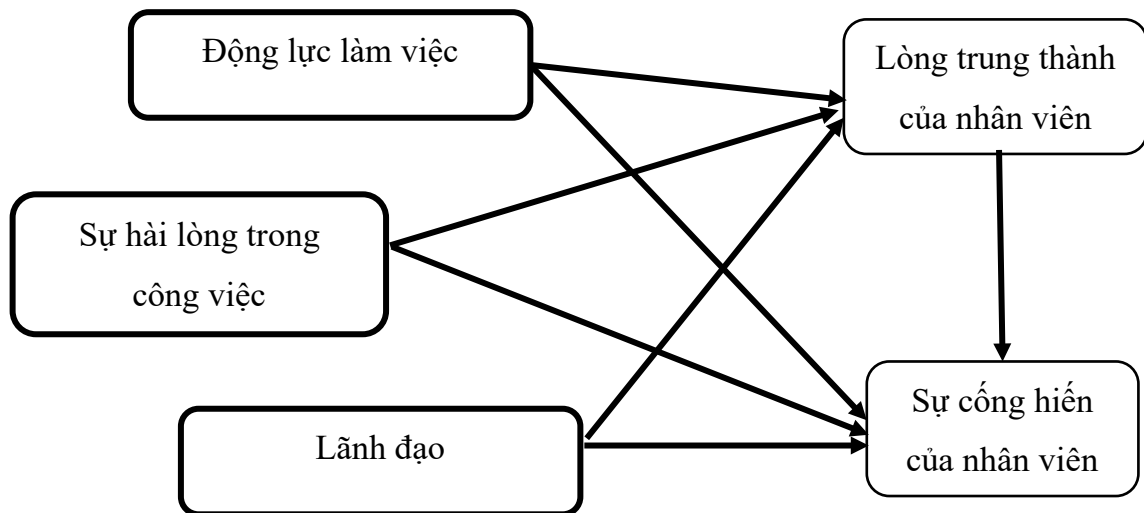 Động lực làm việc
Lòng trung thành
của nhân viên
Sự hài lòng trong
công việc
Sự cống hiến
của nhân viên
Lãnh đạo